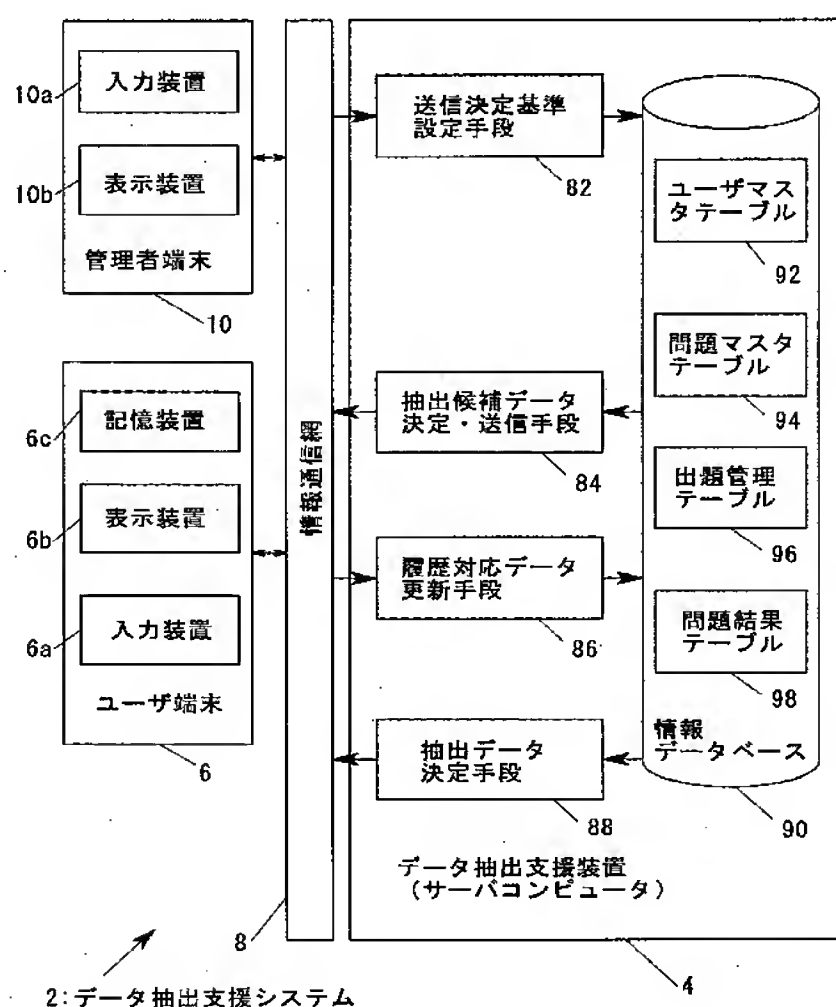 10a
入力装置
10b
表示装置
管理者端末
10
6c
記憶装置
6b
表示装置
6a
入力装置
ユーザ端末
6
情報通信網
8
送信決定基準
設定手段
82
抽出候補データ
決定・送信手段
84
履歴対応データ
更新手段
86
抽出データ
決定手段
88
ユーザマス
タテーブル
92
問題マスタ
テーブル
94
出題管理
テーブル
96
問題結果
テーブル
98
情報
データベース
90
データ抽出支援装置
(サーバコンピュータ)
4
2:データ抽出支援システム